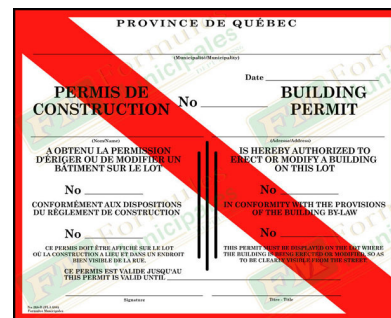 PROVINCE DE QUÉBEC
(Municipalité/Municipality)
Date
PERMIS DE CONSTRUCTION
No
BUILDING PERMIT
(Nom/Name) (Adresse/Address)
A OBTENU LA PERMISSION
D'ÉRIGER OU DE MODIFIER UN
BÂTIMENT SUR LE LOT
No
CONFORMÉMENT AUX DISPOSITIONS
DU RÈGLEMENT DE CONSTRUCTION
CE PERMIS DOIT ÊTRE AFFICHÉ SUR LE LOT
OÙ LA CONSTRUCTION A LIEU ET DANS UN ENDROIT
BIEN VISIBLE DE LA RUE.
IS HEREBY AUTHORIZED TO
ERECT OR MODIFY A BUILDING
ON THIS LOT
No
IN CONFORMITY WITH THE PROVISIONS
OF THE BUILDING BY-LAW
THIS PERMIT MUST BE DISPLAYED ON THE LOT WHERE
THE BUILDING IS BEING ERECTED OR MODIFIED, SO AS
TO BE CLEARLY VISIBLE FROM THE STREET
CE PERMIS EST VALIDE JUSQU'AU
THIS PERMIT IS VALID UNTIL
Signature Titre - Title
Formules Municipales